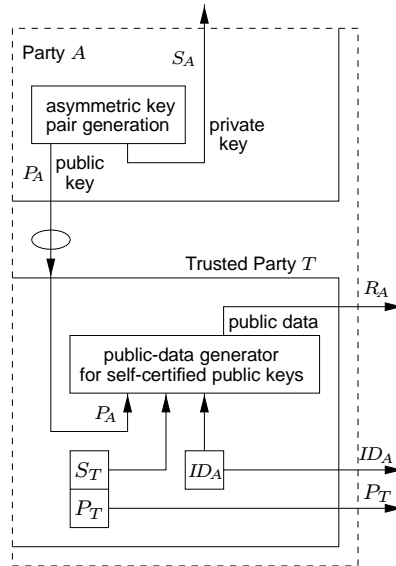 Party A
S_A
asymmetric key
pair generation
private
key
public
key
P_A
Trusted Party T
R_A
public data
public-data generator
for self-certified public keys
P_A
S_T
ID_A
ID_A
P_T
P_T